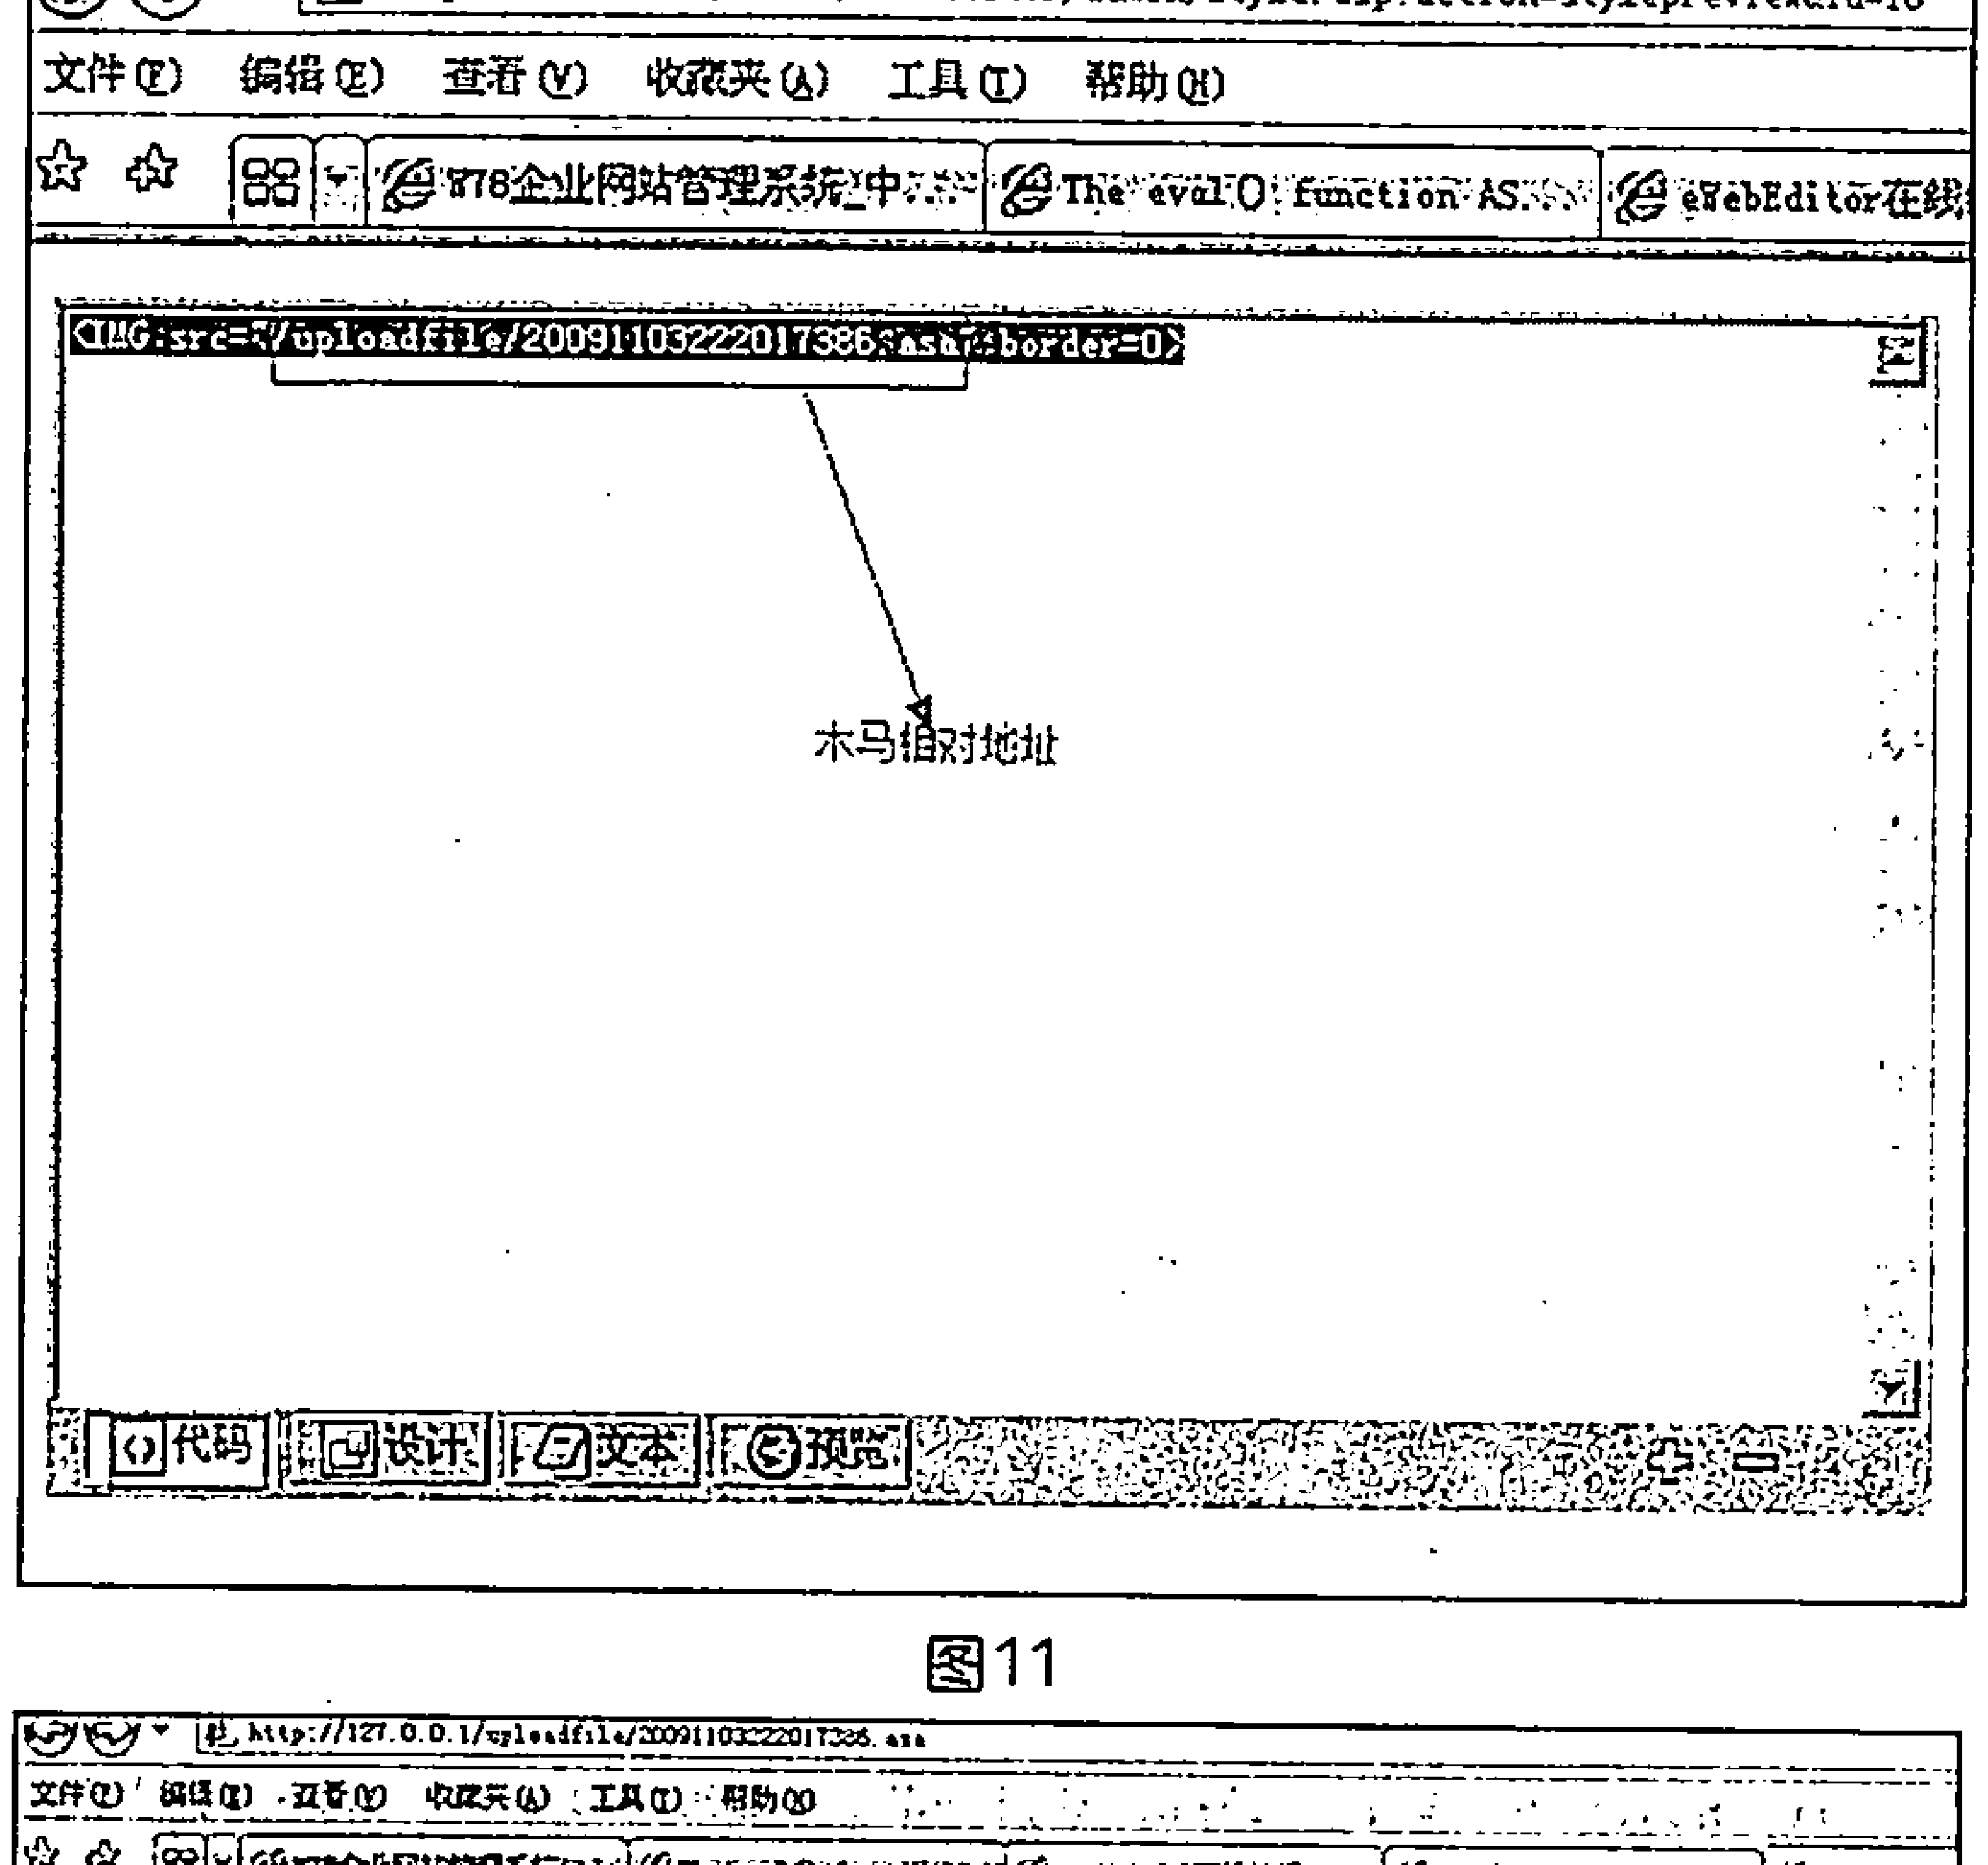 文件(F) 编辑(E) 查看(V) 收藏夹(A) 工具(T) 帮助(H)
878企业网站管理系统_中... The eval() function AS... eWebEditor在线
<IMG src="/uploadfile/20091103222017386.asa" border=0>
木马相对地址
代码 设计 文本 预览
图11
http://127.0.0.1/uploadfile/20091103222017386.asa
文件(F) 编辑(E) 查看(V) 收藏夹(A) 工具(T) 帮助(H)